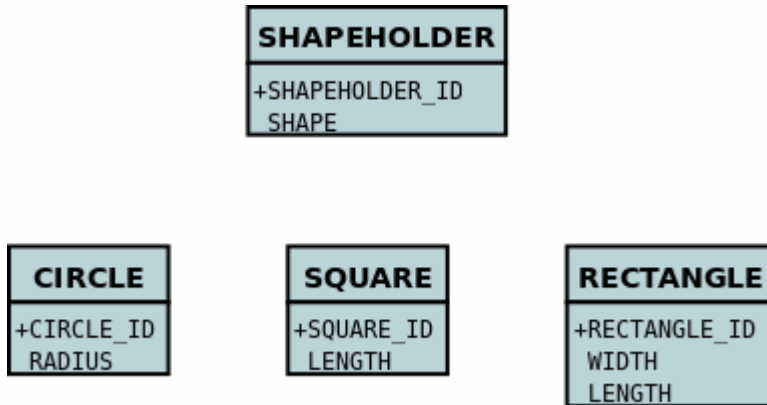 SHAPEHOLDER
+SHAPEHOLDER_ID
SHAPE
CIRCLE
+CIRCLE_ID
RADIUS
SQUARE
+SQUARE_ID
LENGTH
RECTANGLE
+RECTANGLE_ID
WIDTH
LENGTH